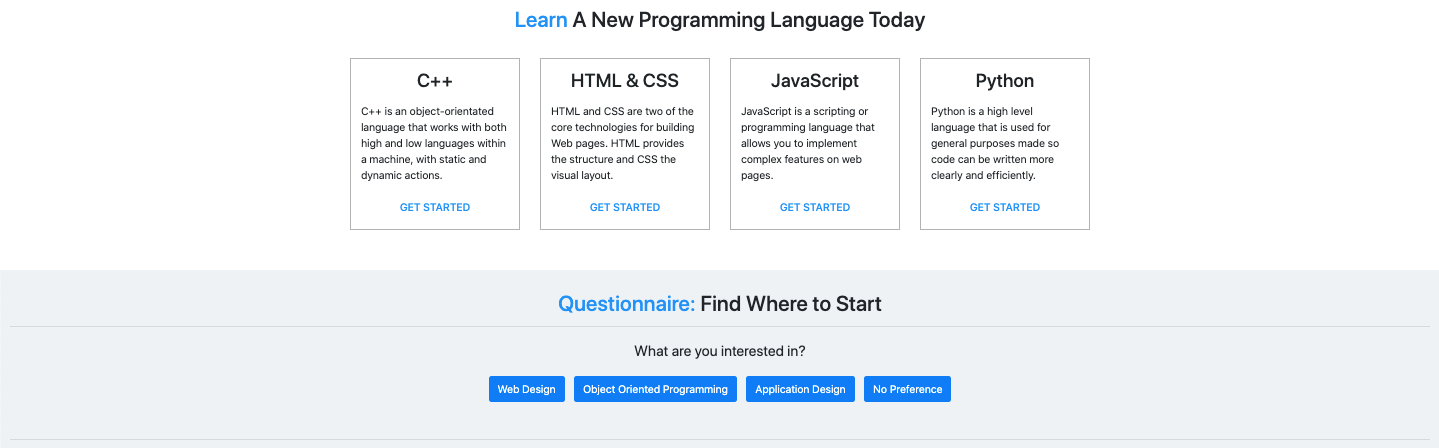 Learn A New Programming Language Today
C++
C++ is an object-orientated
language that works with both
high and low languages within
a machine, with static and
dynamic actions.
GET STARTED
HTML & CSS
HTML and CSS are two of the
core technologies for building
Web pages. HTML provides
the structure and CSS the
visual layout.
GET STARTED
JavaScript
JavaScript is a scripting or
programming language that
allows you to implement
complex features on web
pages.
GET STARTED
Python
Python is a high level
language that is used for
general purposes made so
code can be written more
clearly and efficiently.
GET STARTED
Questionnaire: Find Where to Start
What are you interested in?
Web Design Object Oriented Programming Application Design No Preference